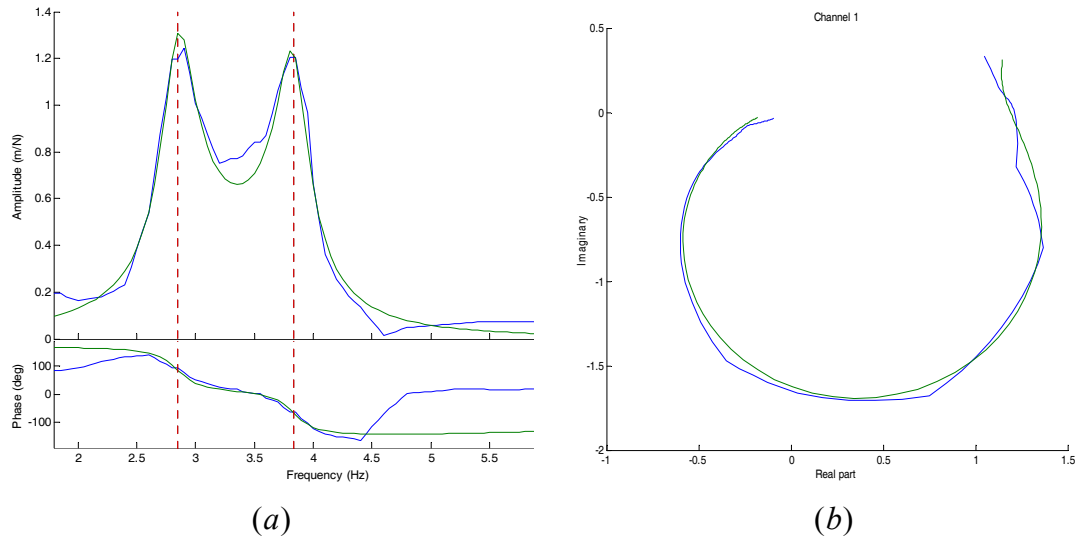 1.4
1.2
1
0.8
0.6
0.4
0.2
0
Amplitude (m/N)
100
0
-100
Phase (deg)
2 2.5 3 3.5 4 4.5 5 5.5
Frequency (Hz)
(a)
Channel 1
0.5
0
-0.5
-1
-1.5
-2
Imaginary
-1 -0.5 0 0.5 1 1.5
Real part
(b)